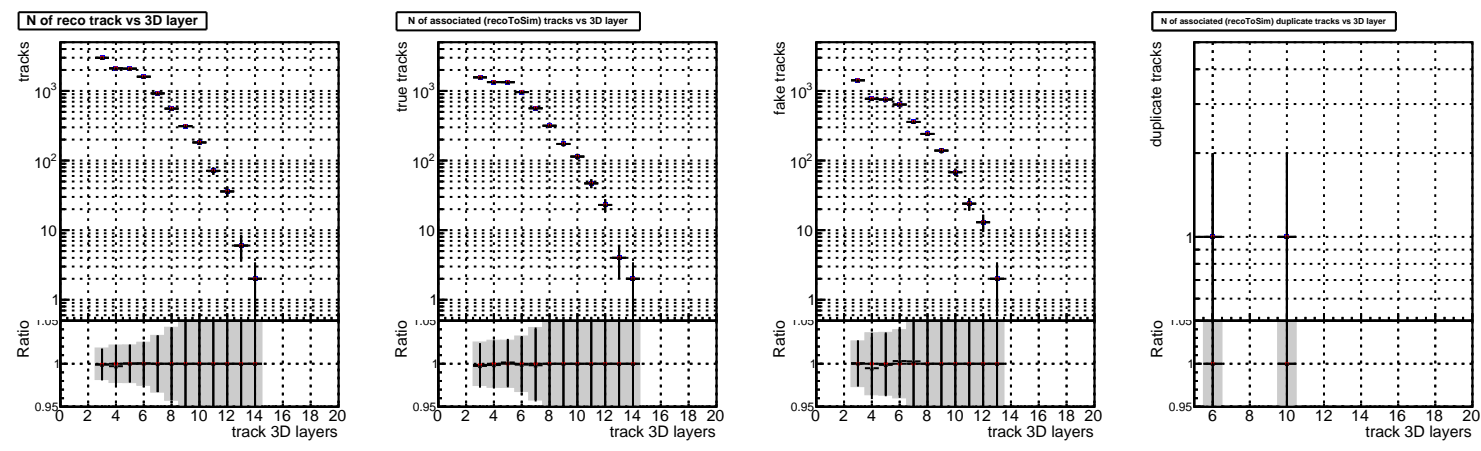 N of reco track vs 3D layer
tracks
10³
10²
10
1
1.05
Ratio
1
0.95
0 2 4 6 8 10 12 14 16 18 20
track 3D layers
N of associated (recoToSim) tracks vs 3D layer
true tracks
10³
10²
10
1
1.05
Ratio
1
0.95
0 2 4 6 8 10 12 14 16 18 20
track 3D layers
fake tracks
10³
10²
10
1
1.05
Ratio
1
0.95
0 2 4 6 8 10 12 14 16 18 20
track 3D layers
N of associated (recoToSim) duplicate tracks vs 3D layer
duplicate tracks
1
1.05
Ratio
1
0.95
6 8 10 12 14 16 18 20
track 3D layers